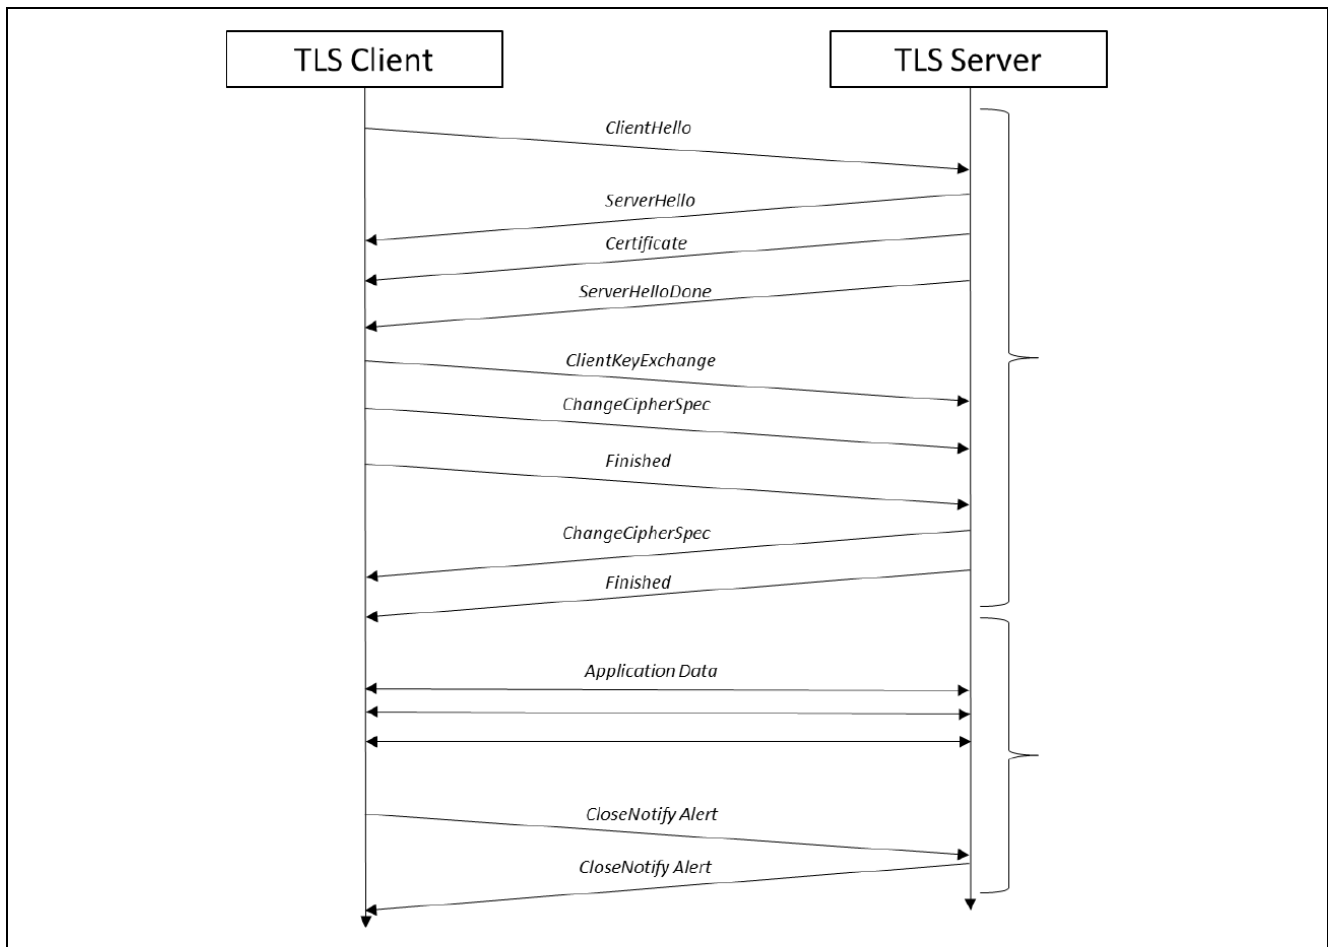 TLS Client
TLS Server
ClientHello
ServerHello
Certificate
ServerHelloDone
ClientKeyExchange
ChangeCipherSpec
Finished
ChangeCipherSpec
Finished
Application Data
CloseNotify Alert
CloseNotify Alert